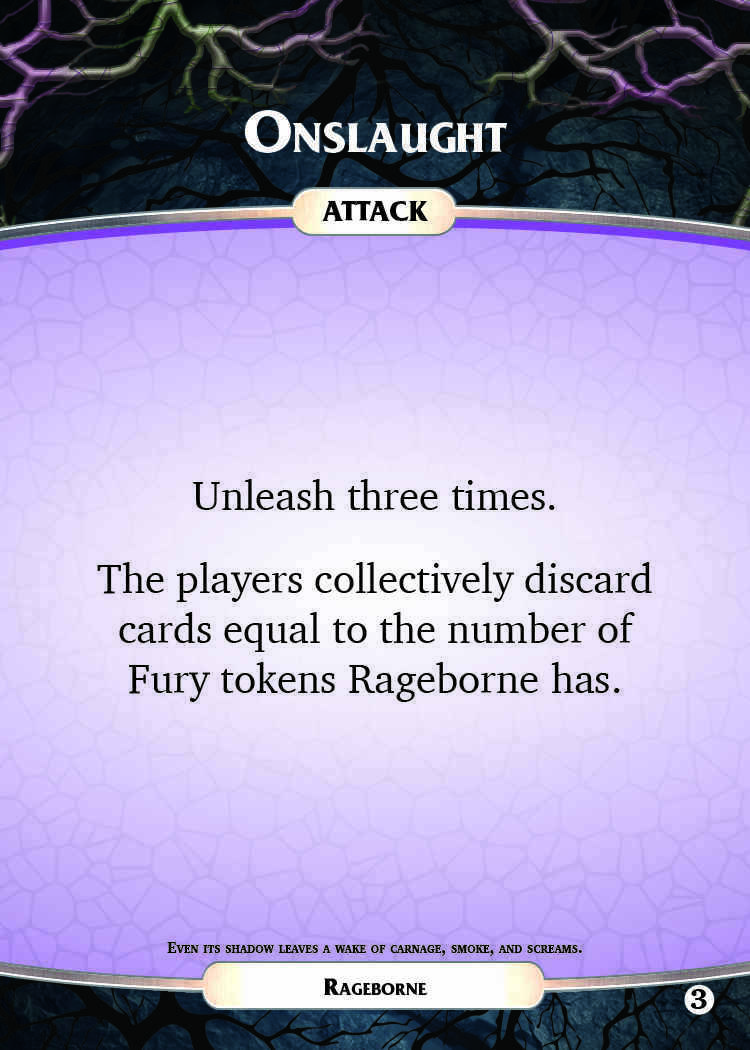 Onslaught
ATTACK
Unleash three times.
The players collectively discard
cards equal to the number of
Fury tokens Rageborne has.
Even its shadow leaves a wake of carnage, smoke, and screams.
Rageborne
3